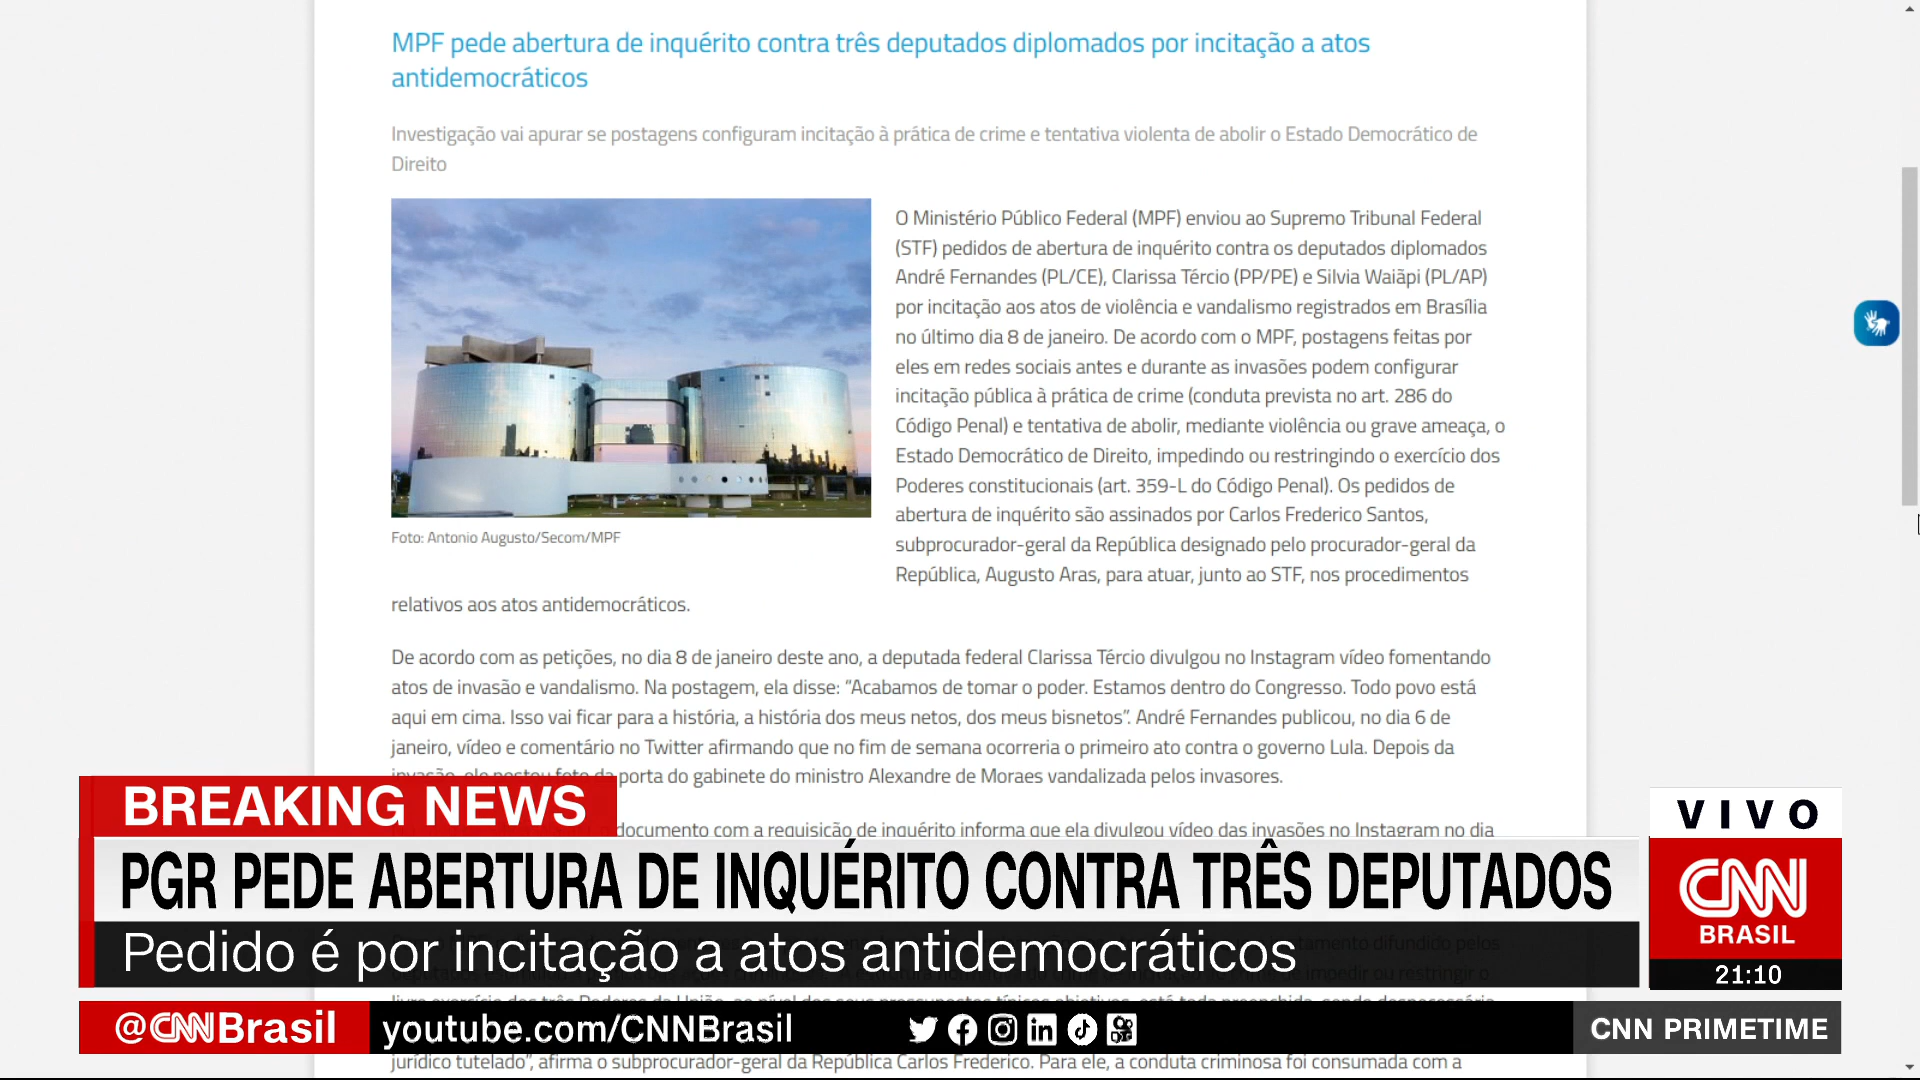 MPF pede abertura de inquérito contra três deputados diplomados por incitação a atos
antidemocráticos
Investigação vai apurar se postagens configuram incitação à prática de crime e tentativa violenta de abolir o Estado Democrático de
Direito
O Ministério Público Federal (MPF) enviou ao Supremo Tribunal Federal
(STF) pedidos de abertura de inquérito contra os deputados diplomados
André Fernandes (PL/CE), Clarissa Tércio (PP/PE) e Silvia Waiãpi (PL/AP)
por incitação aos atos de violência e vandalismo registrados em Brasília
no último dia 8 de janeiro. De acordo com o MPF, postagens feitas por
eles em redes sociais antes e durante as invasões podem configurar
incitação pública à prática de crime (conduta prevista no art. 286 do
Código Penal) e tentativa de abolir, mediante violência ou grave ameaça, o
Estado Democrático de Direito, impedindo ou restringindo o exercício dos
Poderes constitucionais (art. 359-L do Código Penal). Os pedidos de
abertura de inquérito são assinados por Carlos Frederico Santos,
subprocurador-geral da República designado pelo procurador-geral da
República, Augusto Aras, para atuar, junto ao STF, nos procedimentos
Foto: Antonio Augusto/Secom/MPF
relativos aos atos antidemocráticos.
De acordo com as petições, no dia 8 de janeiro deste ano, a deputada federal Clarissa Tércio divulgou no Instagram vídeo fomentando
atos de invasão e vandalismo. Na postagem, ela disse: “Acabamos de tomar o poder. Estamos dentro do Congresso. Todo povo está
aqui em cima. Isso vai ficar para a história, a história dos meus netos, dos meus bisnetos”. André Fernandes publicou, no dia 6 de
janeiro, vídeo e comentário no Twitter afirmando que no fim de semana ocorreria o primeiro ato contra o governo Lula. Depois da
invasão, ele postou foto da porta do gabinete do ministro Alexandre de Moraes vandalizada pelos invasores.
documento com a requisição de inquérito informa que ela divulgou vídeo das invasões no Instagram no dia
BREAKING NEWS
PGR PEDE ABERTURA DE INQUÉRITO CONTRA TRÊS DEPUTADOS
Pedido é por incitação a atos antidemocráticos
VIVO
CNN
BRASIL
21:10
@CNNBrasil
youtube.com/CNNBrasil
CNN PRIMETIME
jurídico tutelado”, afirma o subprocurador-geral da República Carlos Frederico. Para ele, a conduta criminosa foi consumada com a